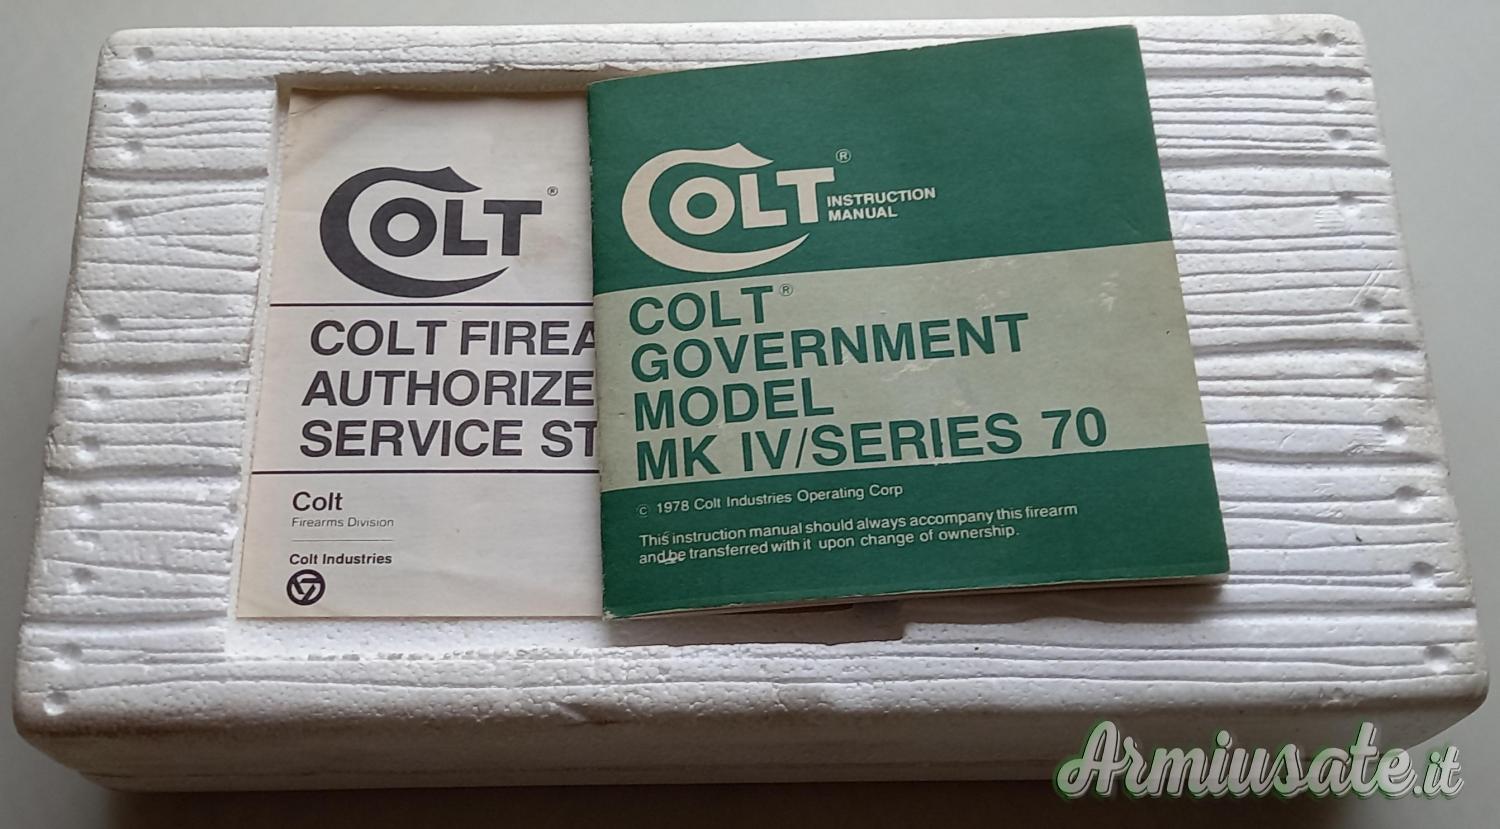 COLT®
COLT FIREA
AUTHORIZE
SERVICE ST
Colt
Firearms Division
Colt Industries
COLT® INSTRUCTION
MANUAL
COLT®
GOVERNMENT
MODEL
MK IV/SERIES 70
© 1978 Colt Industries Operating Corp
This instruction manual should always accompany this firearm
and be transferred with it upon change of ownership.
Armiusate.it